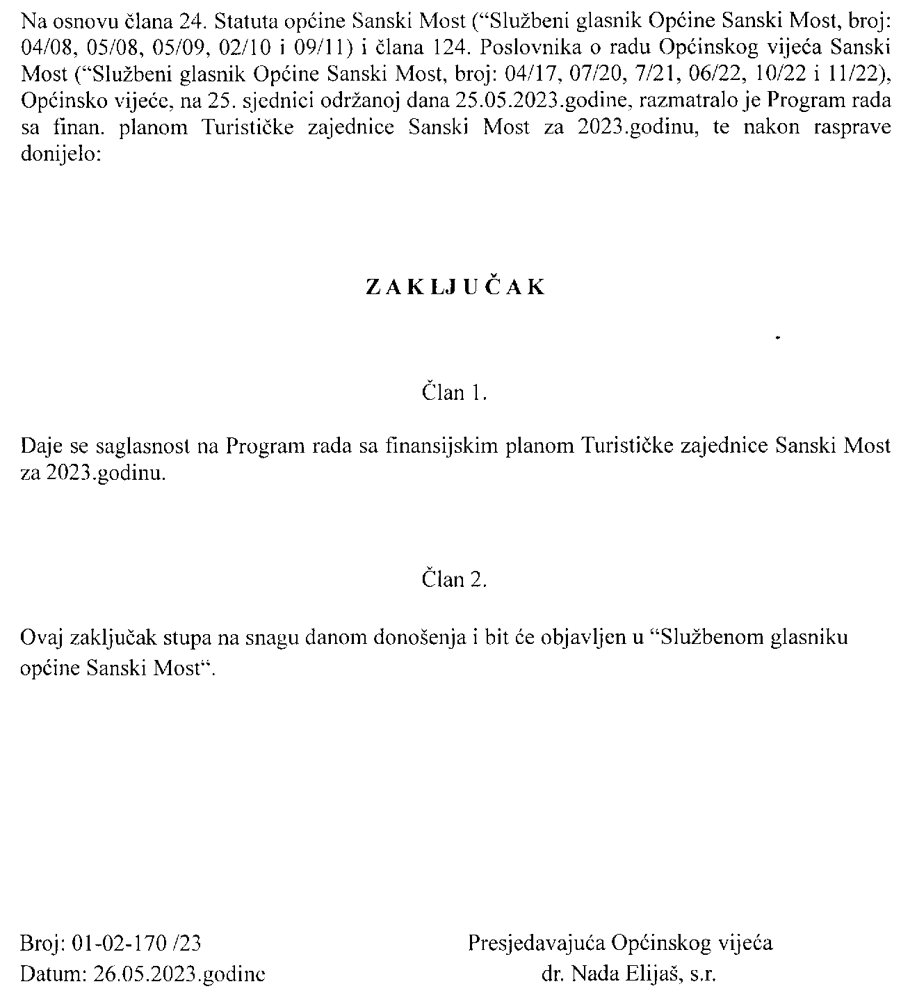 Na osnovu člana 24. Statuta općine Sanski Most (“Službeni glasnik Općine Sanski Most, broj:
04/08, 05/08, 05/09, 02/10 i 09/11) i člana 124. Poslovnika o radu Općinskog vijeća Sanski
Most (“Službeni glasnik Općine Sanski Most, broj: 04/17, 07/20, 7/21, 06/22, 10/22 i 11/22),
Općinsko vijeće, na 25. sjednici održanoj dana 25.05.2023.godine, razmatralo je Program rada
sa finan. planom Turističke zajednice Sanski Most za 2023.godinu, te nakon rasprave
donijelo:
Z A K LJ U Č A K
Član 1.
Daje se saglasnost na Program rada sa finansijskim planom Turističke zajednice Sanski Most
za 2023.godinu.
Član 2.
Ovaj zaključak stupa na snagu danom donošenja i bit će objavljen u “Službenom glasniku
općine Sanski Most“.
Broj: 01-02-170 /23
Presjedavajuća Općinskog vijeća
Datum: 26.05.2023.godine
dr. Nada Elijaš, s.r.